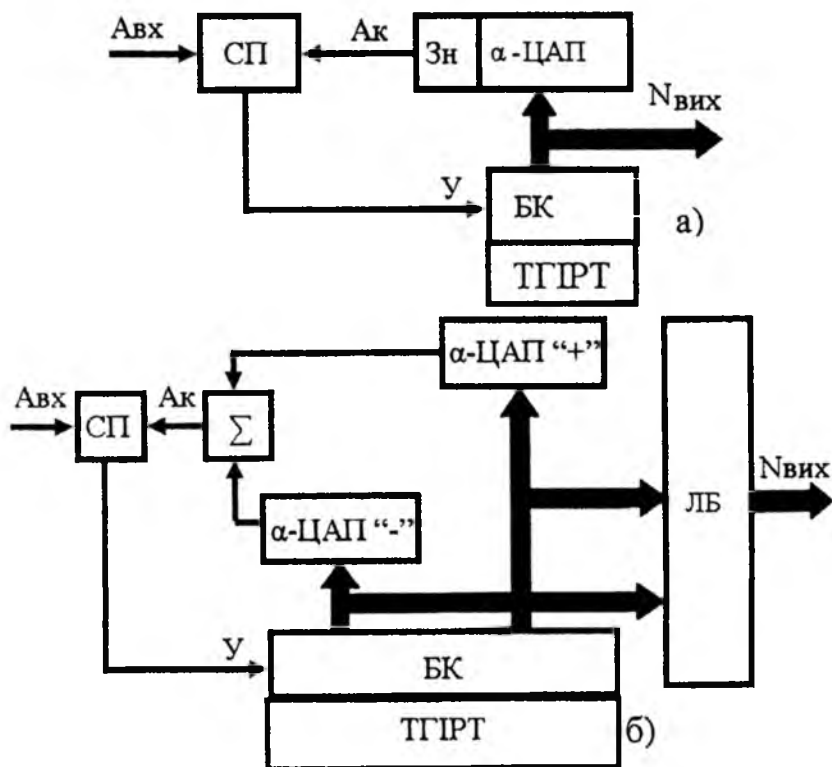 Авх
СП
Ак
Зн
α-ЦАП
Nвих
У
БК
а)
ТГІРТ
α-ЦАП “+”
Авх
СП
Ак
∑
Nвих
ЛБ
α-ЦАП “-”
У
БК
ТГІРТ
б)